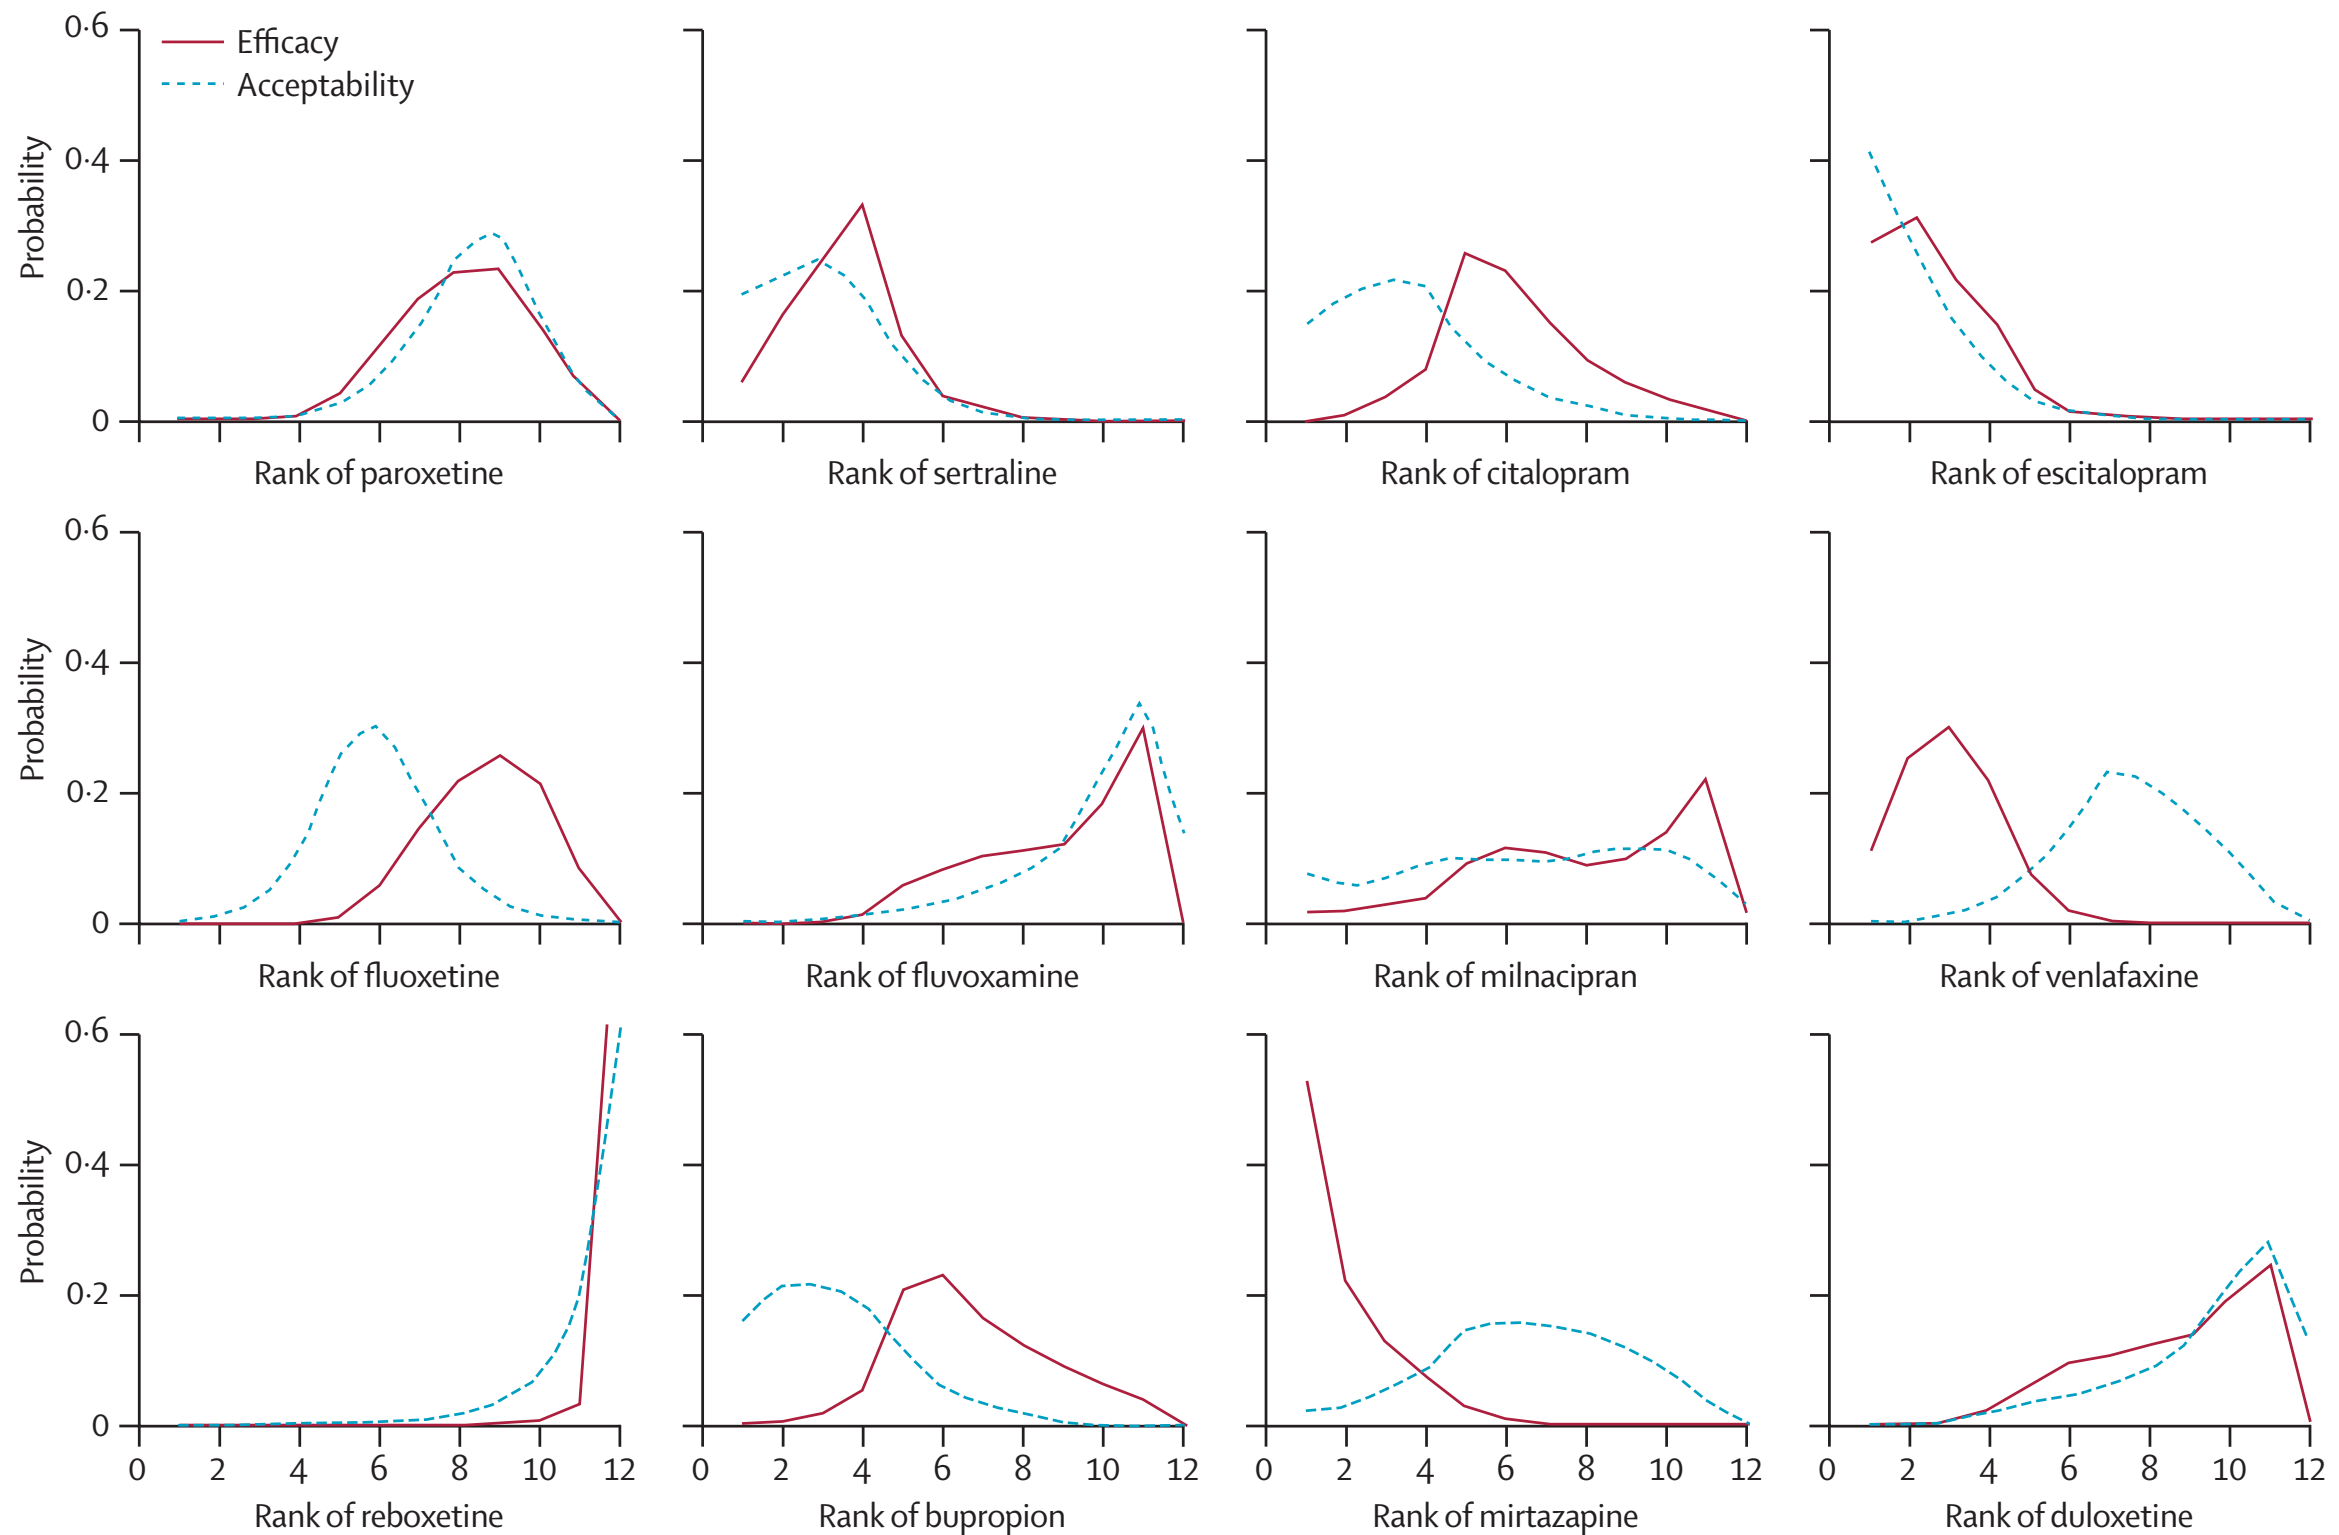 0·6
Efficacy
Acceptability
0·4
0·2
0
Probability
Rank of paroxetine
Rank of sertraline
Rank of citalopram
Rank of escitalopram
0·6
0·4
0·2
0
Probability
Rank of fluoxetine
Rank of fluvoxamine
Rank of milnacipran
Rank of venlafaxine
0·6
0·4
0·2
0
Probability
0 2 4 6 8 10 12
Rank of reboxetine
0 2 4 6 8 10 12
Rank of bupropion
0 2 4 6 8 10 12
Rank of mirtazapine
0 2 4 6 8 10 12
Rank of duloxetine